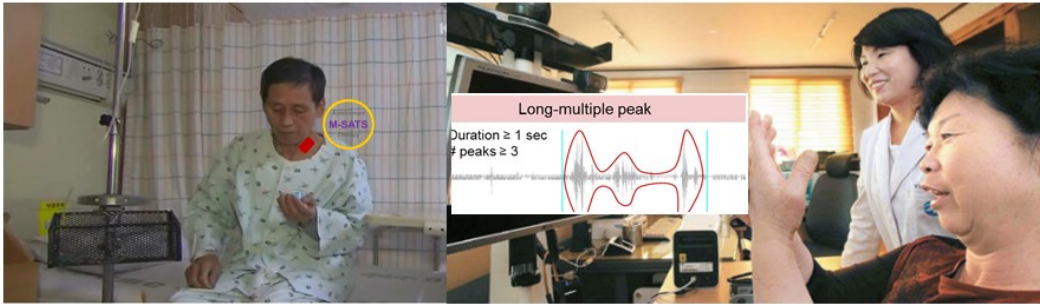 M-SATS
Long-multiple peak
Duration ≥ 1 sec
# peaks ≥ 3